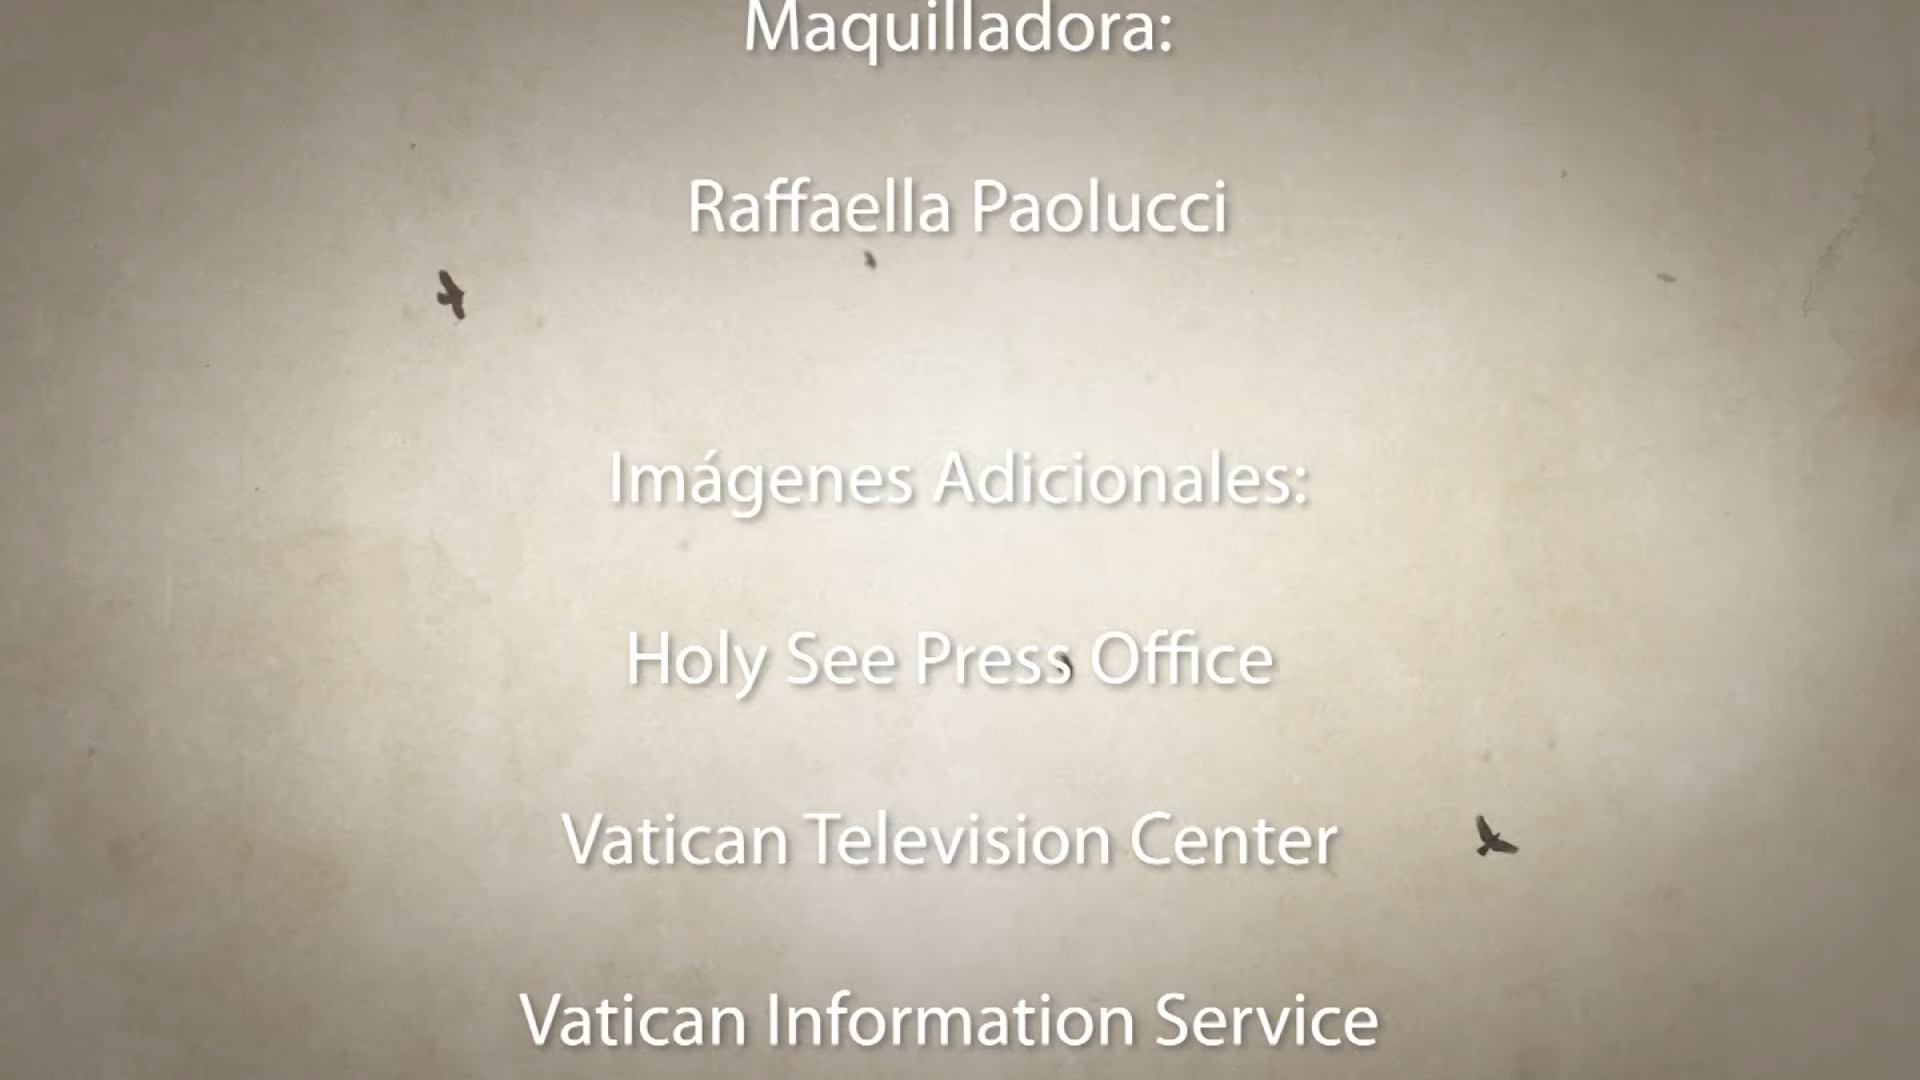 Maquilladora:
Raffaella Paolucci
Imágenes Adicionales:
Holy See Press Office
Vatican Television Center
Vatican Information Service